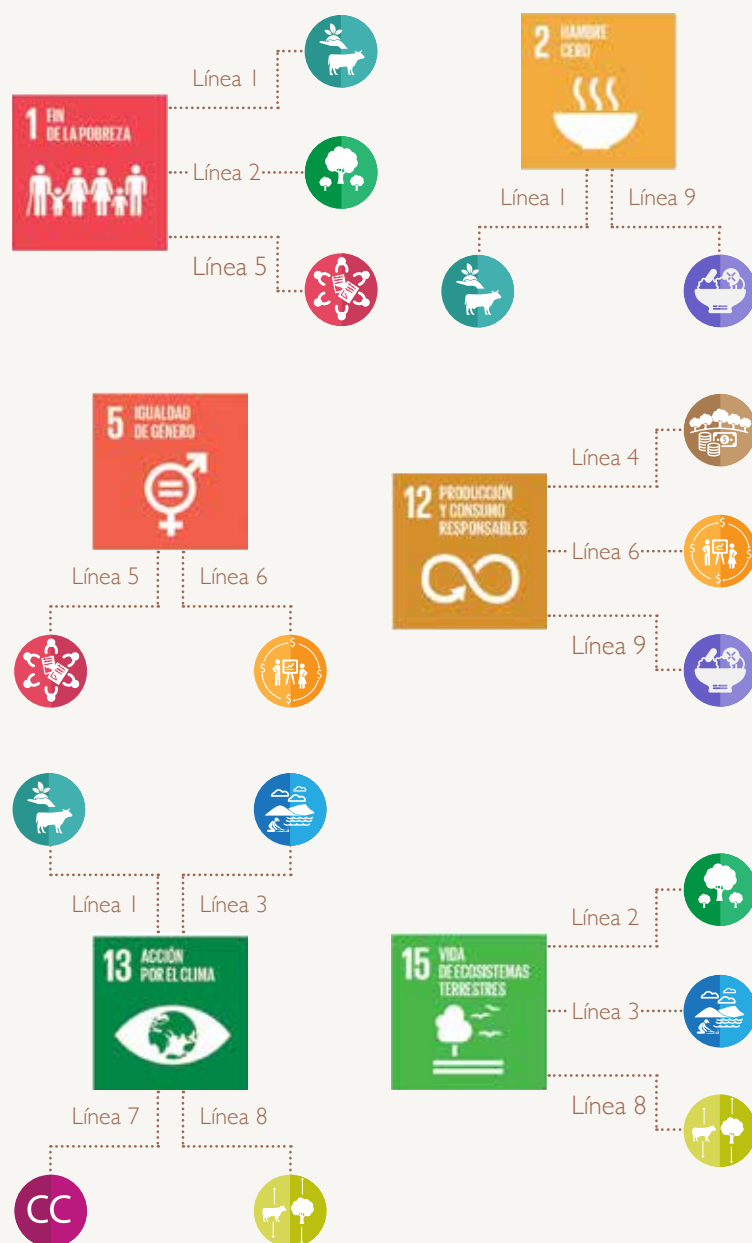 1 FIN
DE LA POBREZA
Línea 1
Línea 2
Línea 5
2 HAMBRE
CERO
Línea 1
Línea 9
5 IGUALDAD
DE GÉNERO
Línea 5
Línea 6
12 PRODUCCIÓN
Y CONSUMO
RESPONSABLES
Línea 4
Línea 6
Línea 9
Línea 1
Línea 3
13 ACCIÓN
POR EL CLIMA
Línea 7
Línea 8
CC
15 VIDA
DE ECOSISTEMAS
TERRESTRES
Línea 2
Línea 3
Línea 8